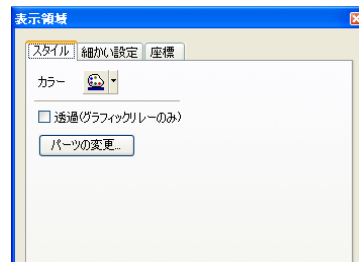 表示領域
スタイル 細かい設定 座標
カラー
透過(グラフィックリレーのみ)
パーツの変更...